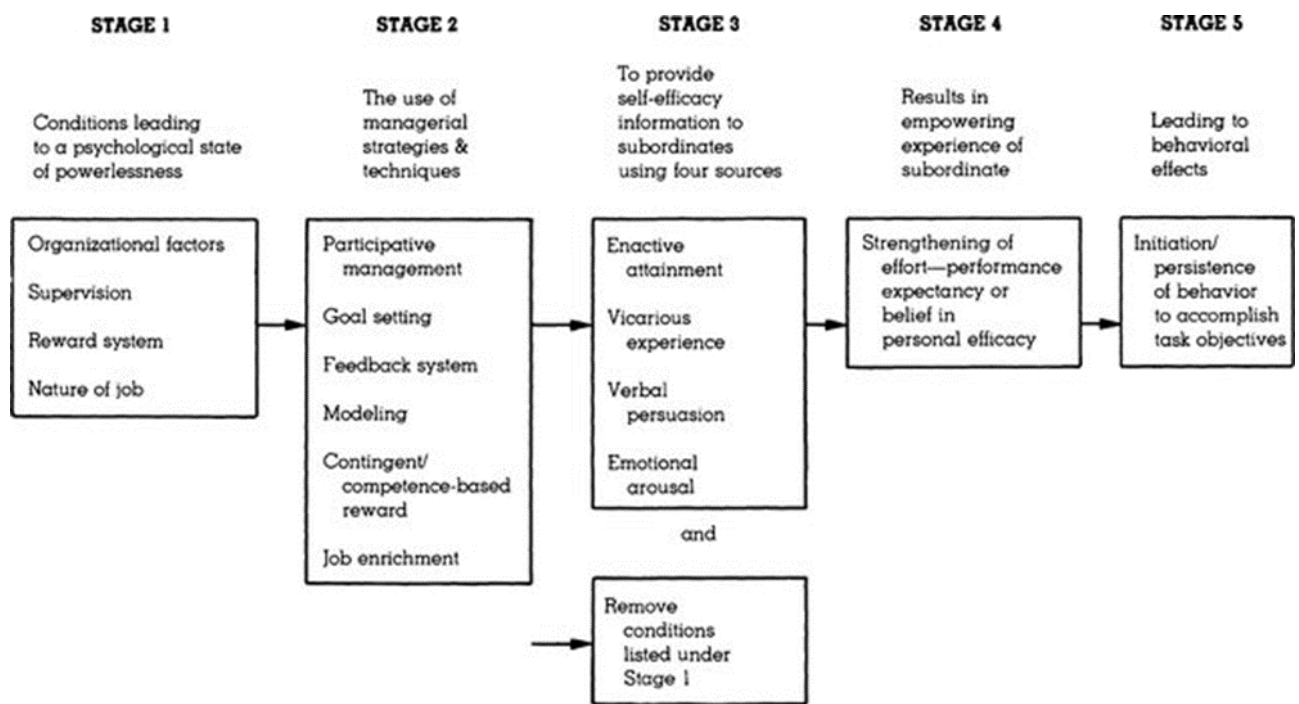 STAGE 1
Conditions leading
to a psychological state
of powerlessness
Organizational factors
Supervision
Reward system
Nature of job
STAGE 2
The use of
managerial
strategies &
techniques
Participative
management
Goal setting
Feedback system
Modeling
Contingent/
competence-based
reward
Job enrichment
STAGE 3
To provide
self-efficacy
information to
subordinates
using four sources
Enactive
attainment
Vicarious
experience
Verbal
persuasion
Emotional
arousal
and
Remove
conditions
listed under
Stage 1
STAGE 4
Results in
empowering
experience of
subordinate
Strengthening of
effort—performance
expectancy or
belief in
personal efficacy
STAGE 5
Leading to
behavioral
effects
Initiation/
persistence
of behavior
to accomplish
task objectives